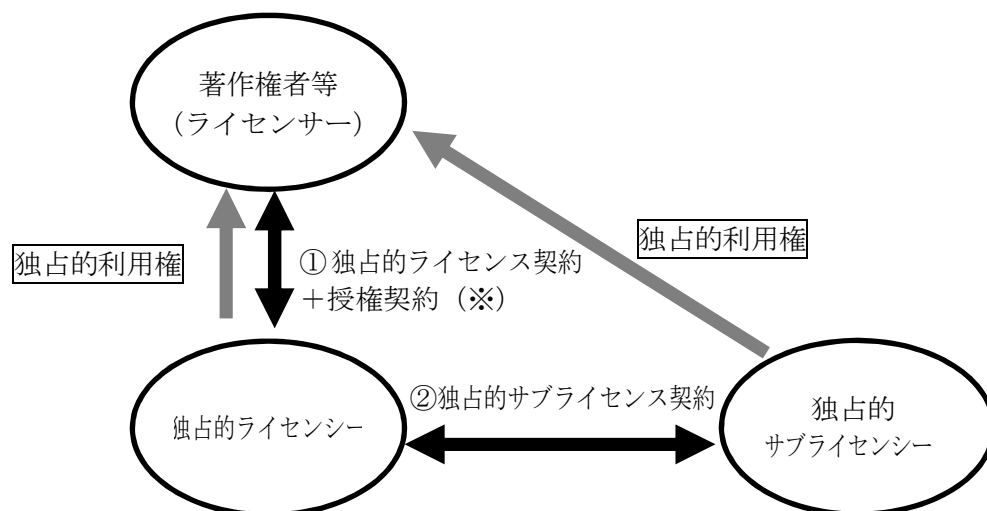 著作権者等
（ライセンサー）
独占的利用権
独占的利用権
①独占的ライセンス契約
＋授権契約（※）
②独占的サブライセンス契約
独占的ライセンシー
独占的
サブライセンシー